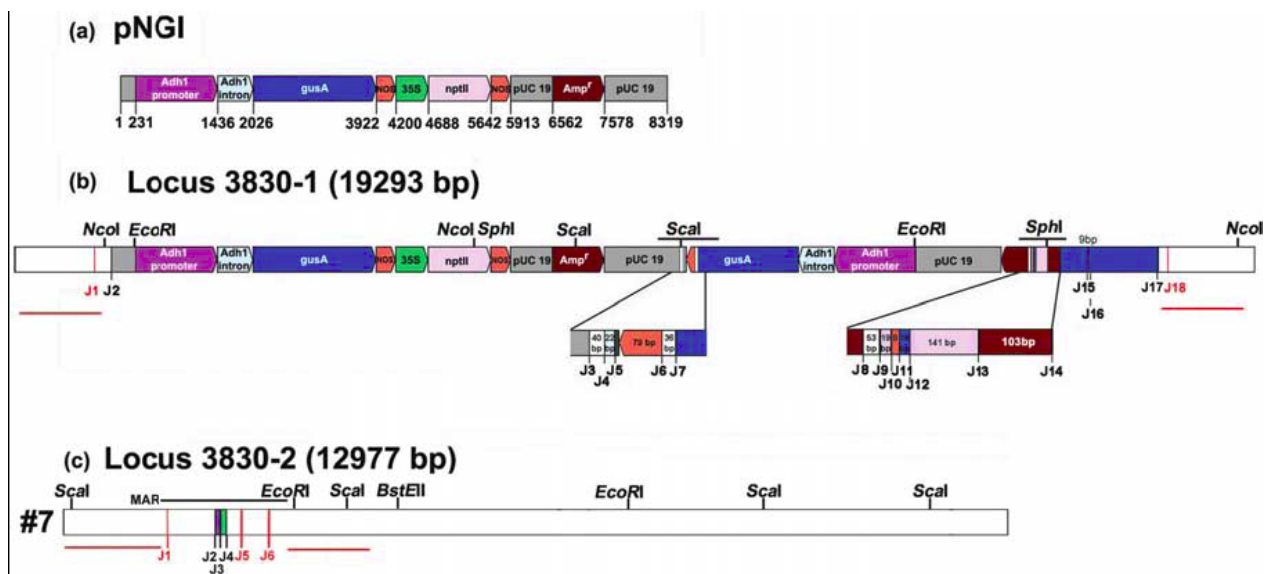 (a) pNGI
Adh1 promoter Adh1 intron gusA NOS 35S nptII NOS pUC 19 Ampr pUC 19
1 231 1436 2026 3922 4200 4688 5642 5913 6562 7578 8319
(b) Locus 3830-1 (19293 bp)
NcoI EcoRI NcoI SphI ScaI ScaI EcoRI SphI NcoI
9bp
Adh1 promoter Adh1 intron gusA NOS 35S nptII NOS pUC 19 Ampr pUC 19 gusA Adh1 intron Adh1 promoter pUC 19
J1 J2 J15 J17 J18
J16
40 bp 22 bp 79 bp 36 bp 53 bp 19 bp 141 bp 103bp
J3 J5 J6 J7 J8 J9 J11 J13 J14
J4 J10 J12
(c) Locus 3830-2 (12977 bp)
ScaI MAR EcoRI ScaI BstEII EcoRI ScaI ScaI
#7
J1 J2 J4 J5 J6
J3